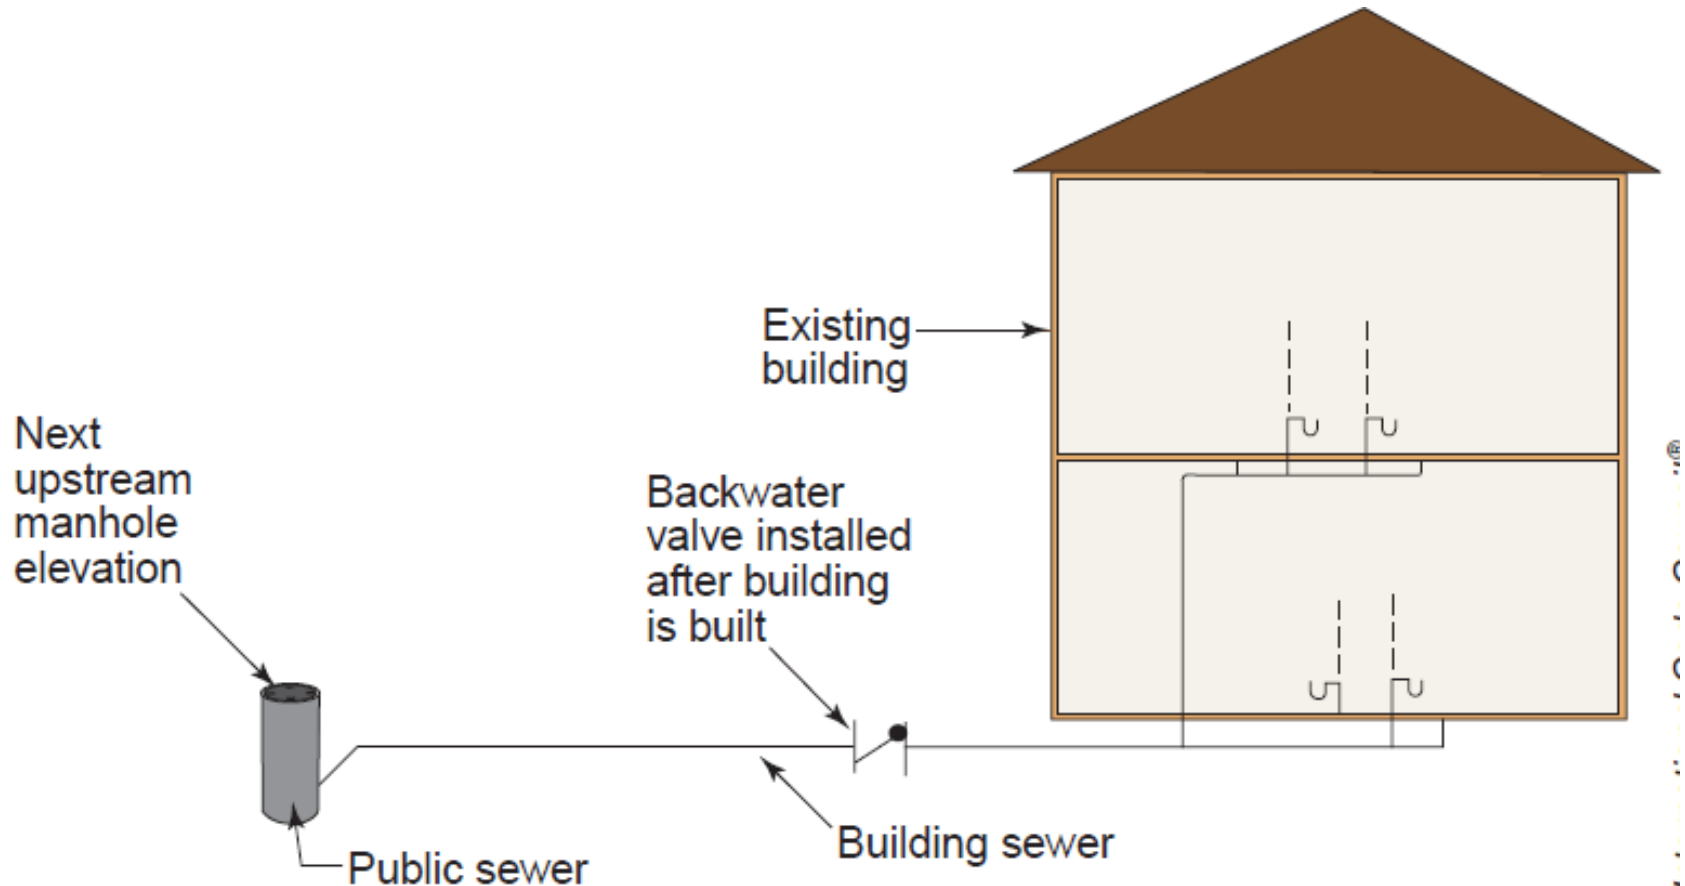 Existing
building
Next
upstream
manhole
elevation
Backwater
valve installed
after building
is built
Building sewer
Public sewer
®